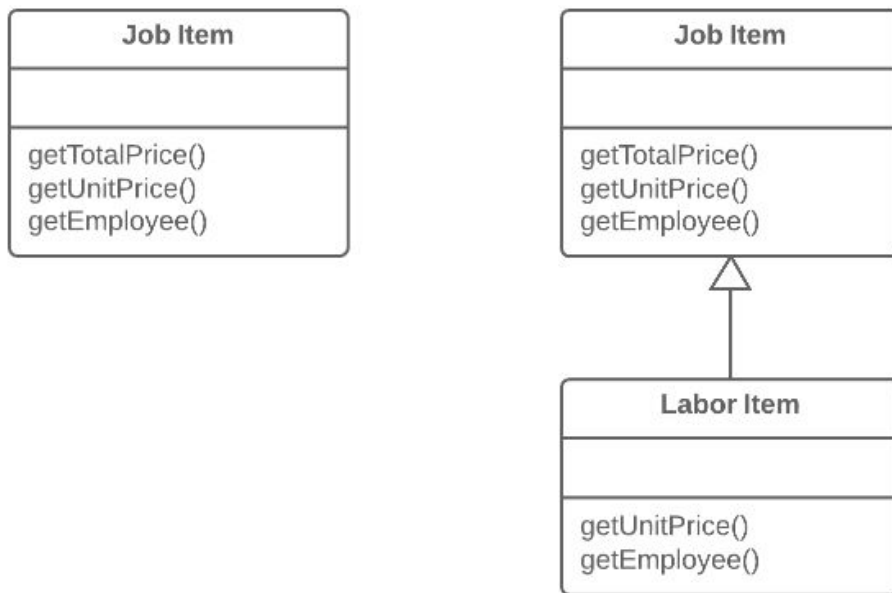 Job Item
getTotalPrice()
getUnitPrice()
getEmployee()
Job Item
getTotalPrice()
getUnitPrice()
getEmployee()
Labor Item
getUnitPrice()
getEmployee()